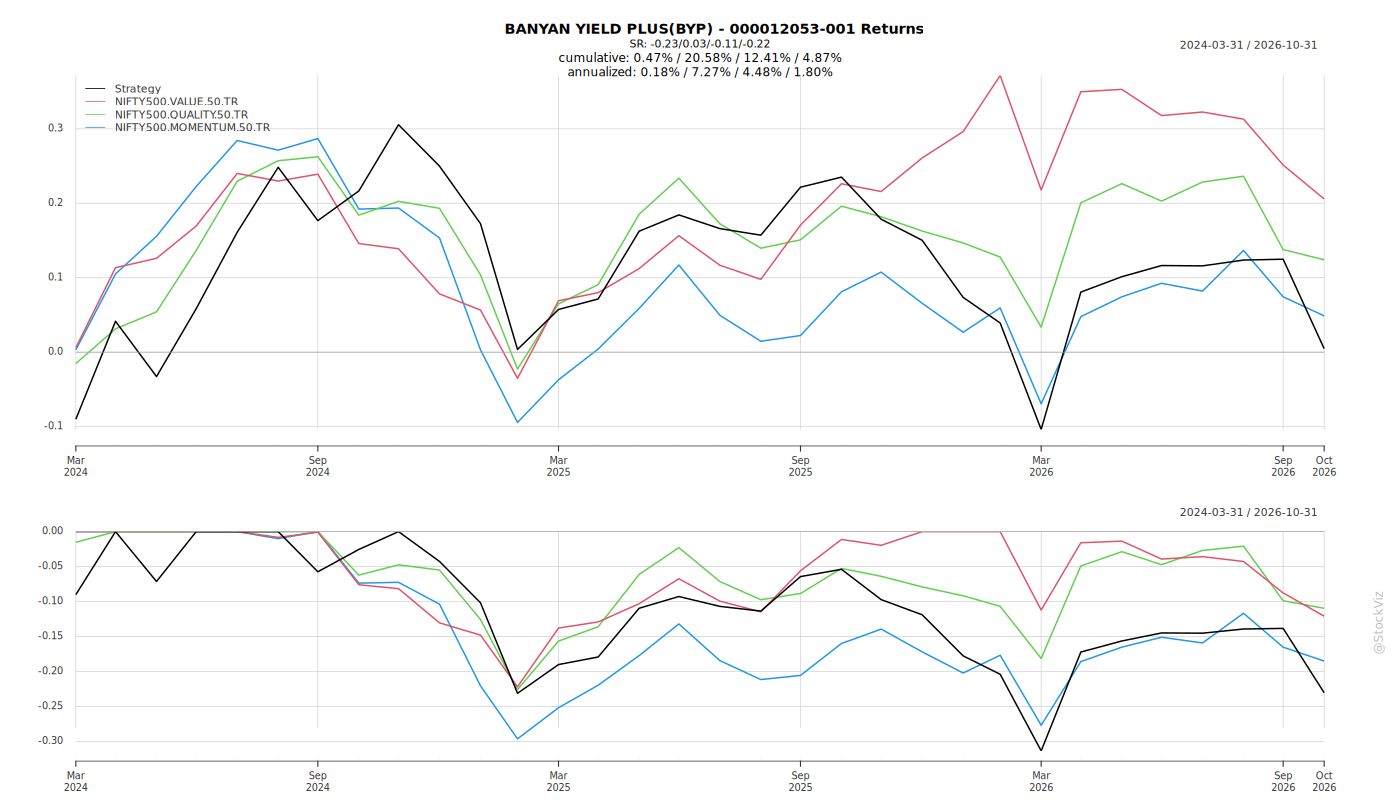 BANYAN YIELD PLUS(BYP) - 000012053-001 Returns
SR: -0.23/0.03/-0.11/-0.22
2024-03-31 / 2026-10-31
cumulative: 0.47% / 20.58% / 12.41% / 4.87%
annualized: 0.18% / 7.27% / 4.48% / 1.80%
Strategy
NIFTY500.VALUE.50.TR
NIFTY500.QUALITY50.TR
NIFTY500.MOMENTUM.50.TR
0.3
0.2
0.1
0.0
-0.1
Mar Sep Mar Sep Mar Sep Oct
2024 2024 2025 2025 2026 2026 2026
2024-03-31 / 2026-10-31
0.00
-0.05
-0.10
-0.15
-0.20
-0.25
-0.30
Mar Sep Mar Sep Mar Sep Oct
2024 2024 2025 2025 2026 2026 2026
@StockViz